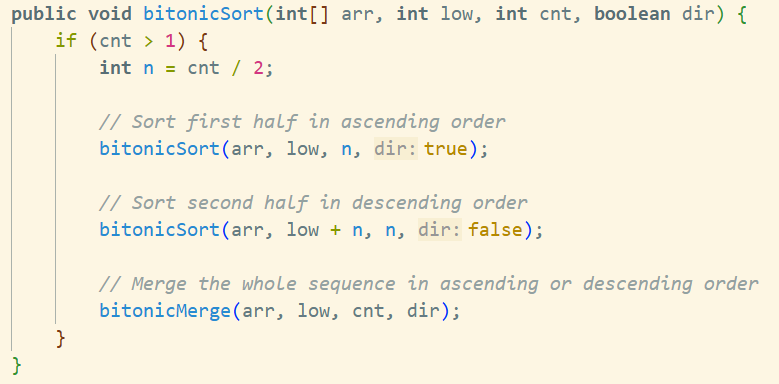 public void bitonicSort(int[] arr, int low, int cnt, boolean dir) {
    if (cnt > 1) {
        int n = cnt / 2;

        // Sort first half in ascending order
        bitonicSort(arr, low, n, dir: true);

        // Sort second half in descending order
        bitonicSort(arr, low + n, n, dir: false);

        // Merge the whole sequence in ascending or descending order
        bitonicMerge(arr, low, cnt, dir);
    }
}